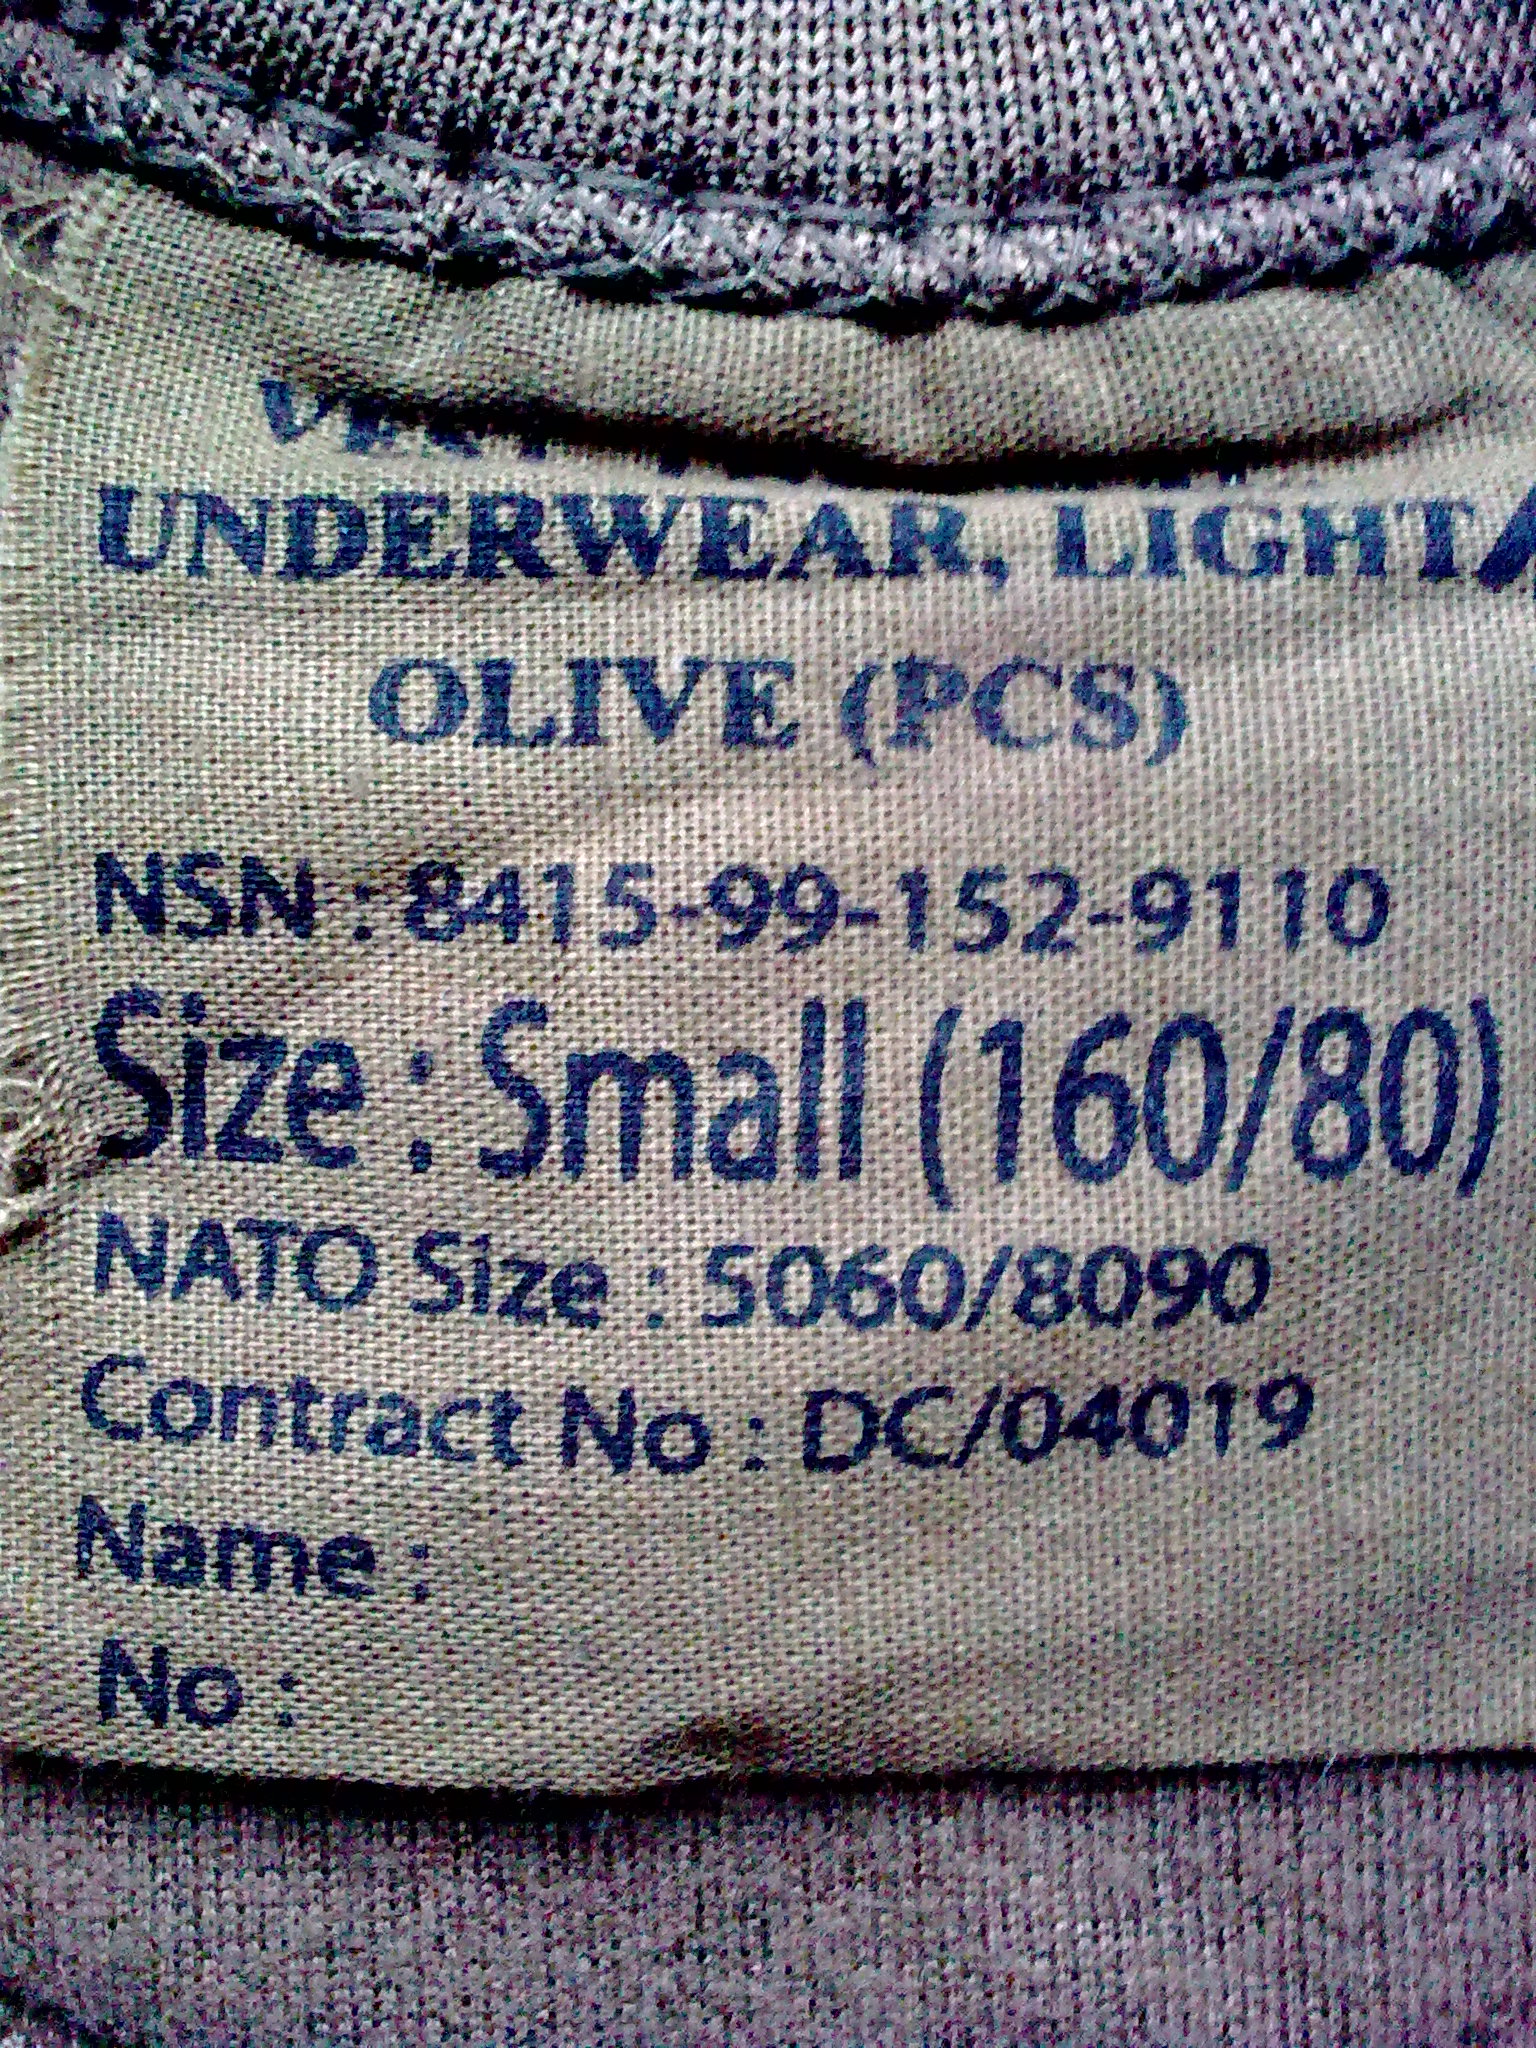 UNDERWEAR, LIGHT
OLIVE (PCS)
NSN : 8415-99-152-9110
Size : Small (160/80)
NATO Size : 5060/8090
Contract No : DC/04019
Name :
No :